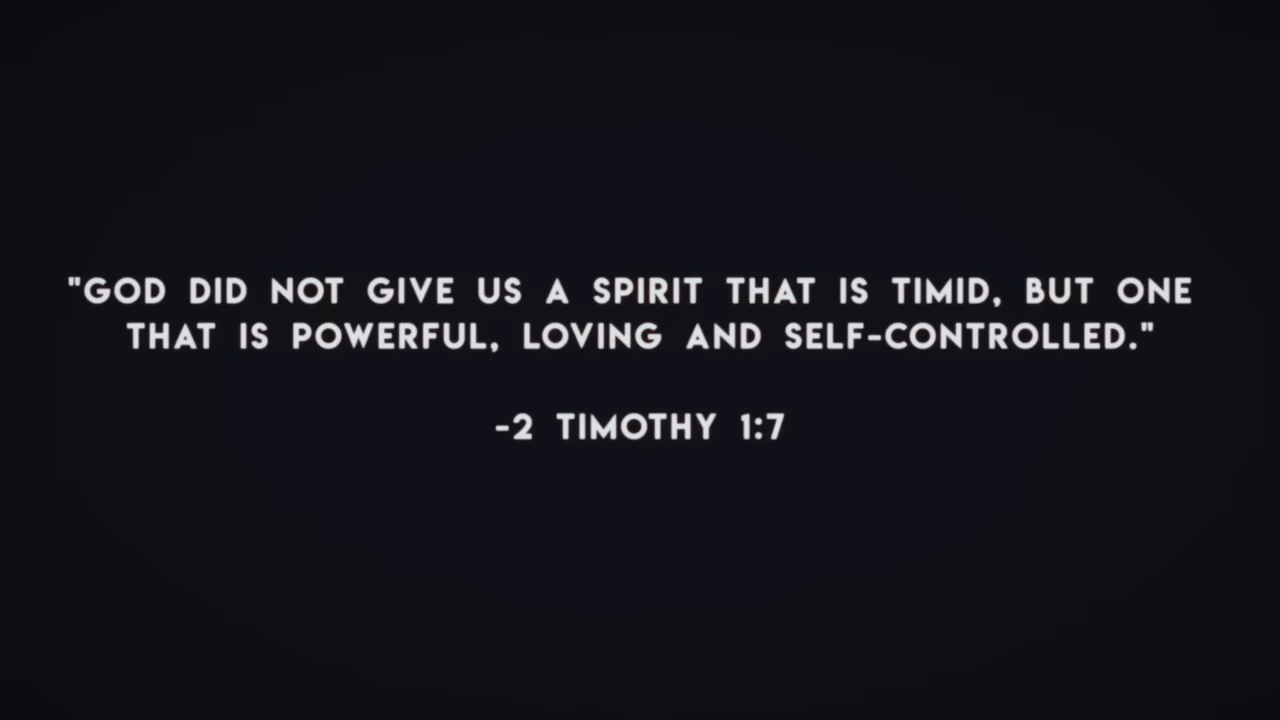 "GOD DID NOT GIVE US A SPIRIT THAT IS TIMID, BUT ONE
THAT IS POWERFUL, LOVING AND SELF-CONTROLLED."
-2 TIMOTHY 1:7